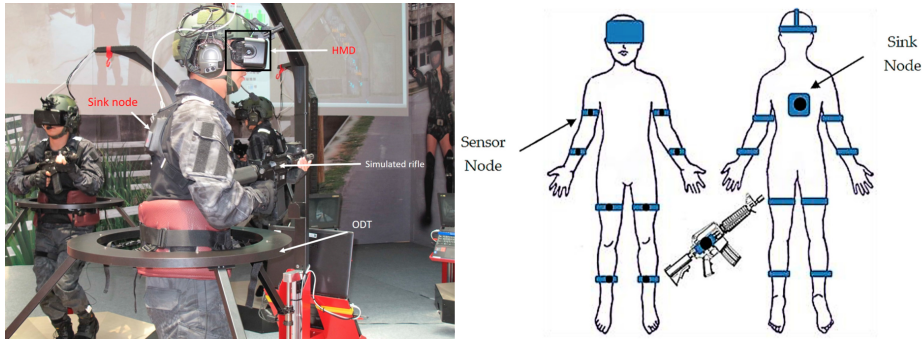 HMD
Sink node
Simulated rifle
ODT
Sink
Node
Sensor
Node